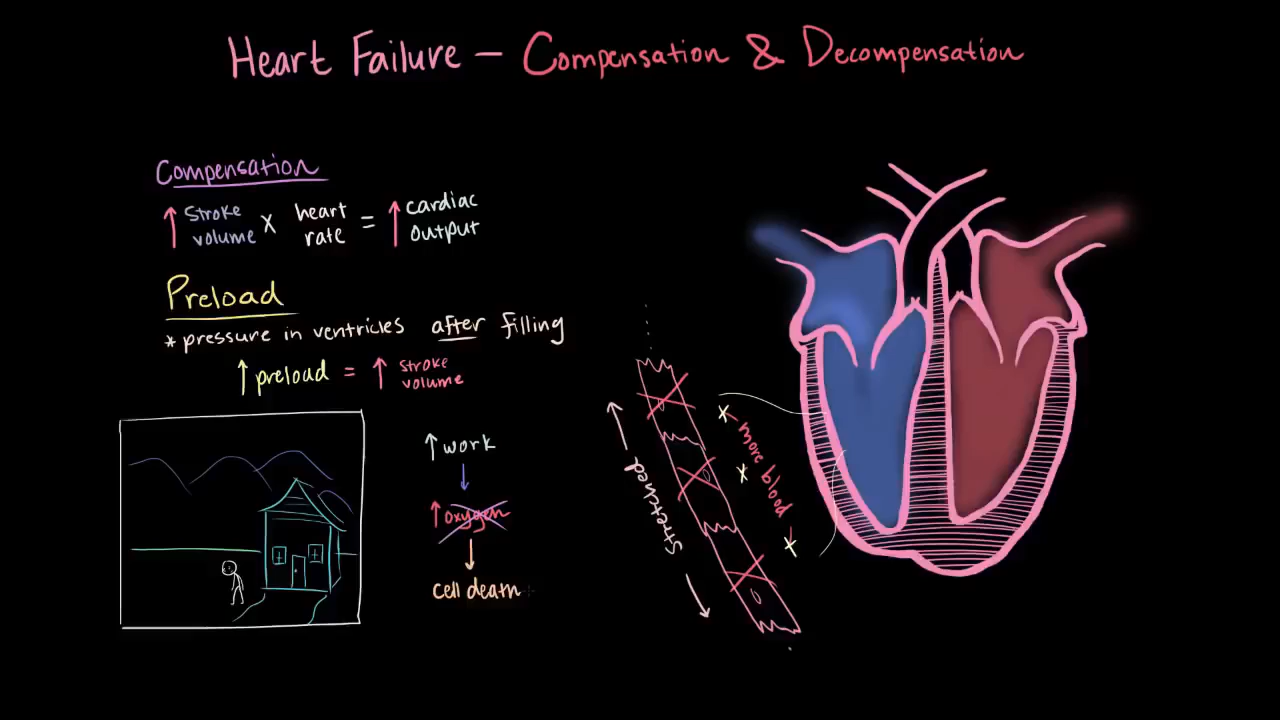 Heart Failure — Compensation & Decompensation
Compensation
↑ stroke volume x heart rate = ↑ cardiac output
Preload
* pressure in ventricles after filling
↑ preload = ↑ stroke volume
↑ work
↑ oxygen
cell death
stretched
more blood